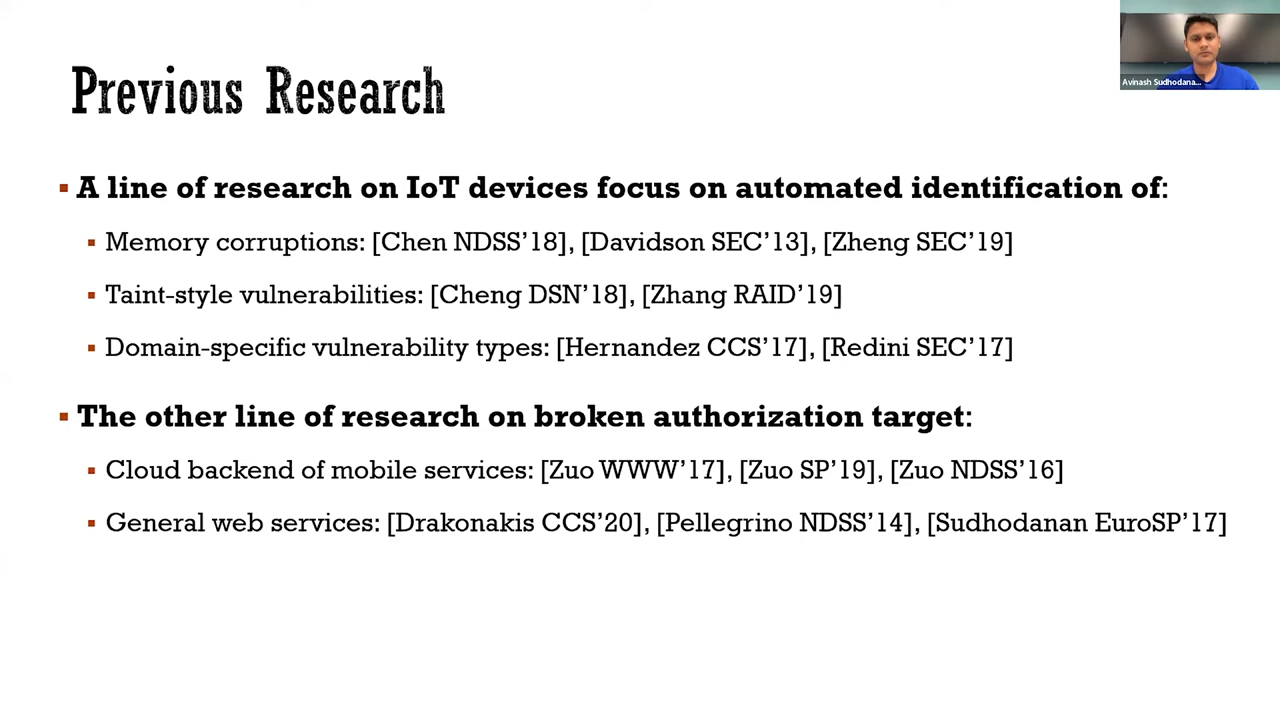 Previous Research
Avinash Sudhodana...
▪ A line of research on IoT devices focus on automated identification of:
▪ Memory corruptions: [Chen NDSS’18], [Davidson SEC’13], [Zheng SEC’19]
▪ Taint-style vulnerabilities: [Cheng DSN’18], [Zhang RAID’19]
▪ Domain-specific vulnerability types: [Hernandez CCS’17], [Redini SEC’17]
▪ The other line of research on broken authorization target:
▪ Cloud backend of mobile services: [Zuo WWW’17], [Zuo SP’19], [Zuo NDSS’16]
▪ General web services: [Drakonakis CCS’20], [Pellegrino NDSS’14], [Sudhodanan EuroSP’17]